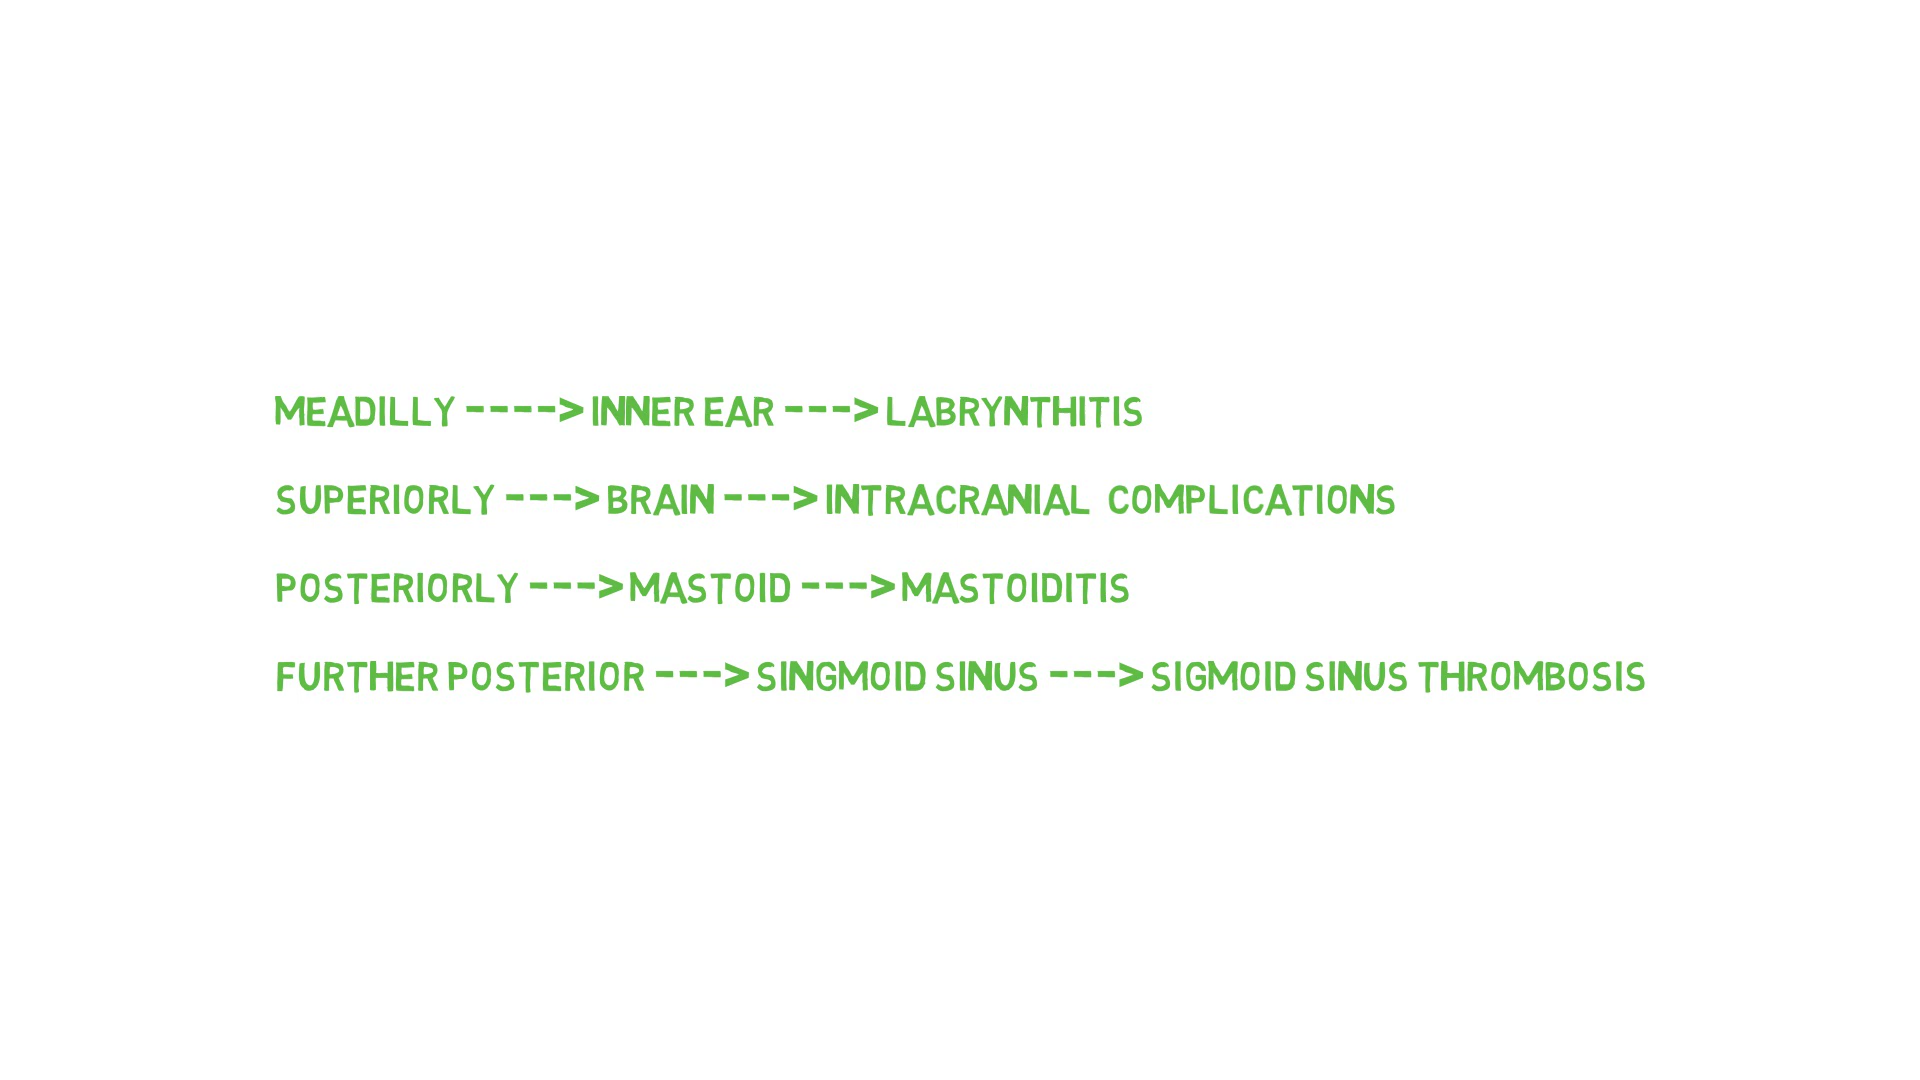 MEADILLY ----> INNER EAR ---> LABRYNTHITIS
SUPERIORLY ---> BRAIN ---> INTRACRANIAL COMPLICATIONS
POSTERIORLY ---> MASTOID ---> MASTOIDITIS
FURTHER POSTERIOR ---> SINGMOID SINUS ---> SIGMOID SINUS THROMBOSIS